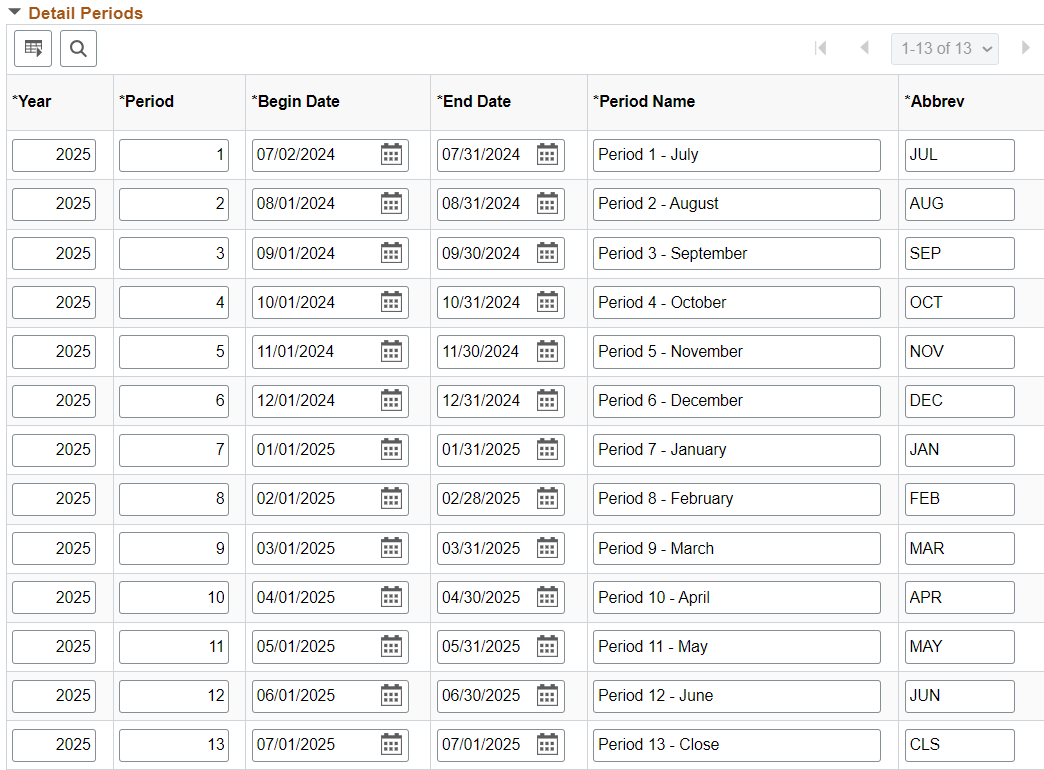 Detail Periods
1-13 of 13
*Year *Period *Begin Date *End Date *Period Name *Abbrev
2025 1 07/02/2024 07/31/2024 Period 1 - July JUL
2025 2 08/01/2024 08/31/2024 Period 2 - August AUG
2025 3 09/01/2024 09/30/2024 Period 3 - September SEP
2025 4 10/01/2024 10/31/2024 Period 4 - October OCT
2025 5 11/01/2024 11/30/2024 Period 5 - November NOV
2025 6 12/01/2024 12/31/2024 Period 6 - December DEC
2025 7 01/01/2025 01/31/2025 Period 7 - January JAN
2025 8 02/01/2025 02/28/2025 Period 8 - February FEB
2025 9 03/01/2025 03/31/2025 Period 9 - March MAR
2025 10 04/01/2025 04/30/2025 Period 10 - April APR
2025 11 05/01/2025 05/31/2025 Period 11 - May MAY
2025 12 06/01/2025 06/30/2025 Period 12 - June JUN
2025 13 07/01/2025 07/01/2025 Period 13 - Close CLS